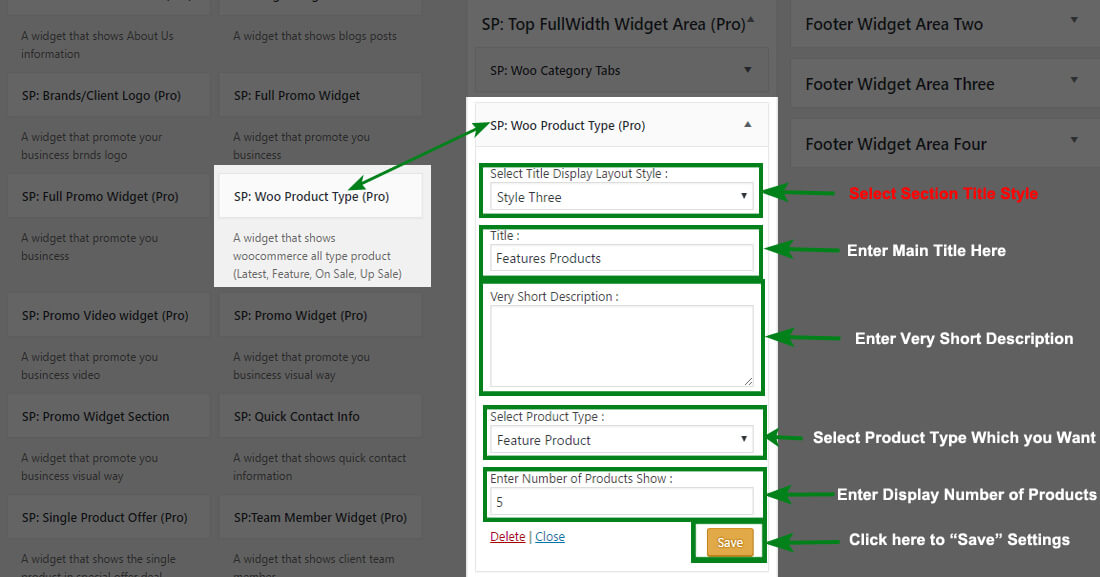 A widget that shows About Us
information
A widget that shows blogs posts
SP: Brands/Client Logo (Pro)
SP: Full Promo Widget
A widget that promote your
business brnds logo
A widget that promote you
business
SP: Full Promo Widget (Pro)
SP: Woo Product Type (Pro)
A widget that promote you
business
A widget that shows
woocommerce all type product
(Latest, Feature, On Sale, Up Sale)
SP: Promo Video widget (Pro)
SP: Promo Widget (Pro)
A widget that promote you
business video
A widget that promote you
business visual way
SP: Promo Widget Section
SP: Quick Contact Info
A widget that promote you
business visual way
A widget that shows quick contact
information
SP: Single Product Offer (Pro)
SP:Team Member Widget (Pro)
A widget that shows the single
product in special offer deal
A widget that shows client team
member
SP: Top FullWidth Widget Area (Pro)
SP: Woo Category Tabs
SP: Woo Product Type (Pro)
Select Title Display Layout Style :
Style Three
Title :
Features Products
Very Short Description :
Select Product Type :
Feature Product
Enter Number of Products Show :
5
Delete | Close
Save
Footer Widget Area Two
Footer Widget Area Three
Footer Widget Area Four
Select Section Title Style
Enter Main Title Here
Enter Very Short Description
Select Product Type Which you Want
Enter Display Number of Products
Click here to “Save” Settings